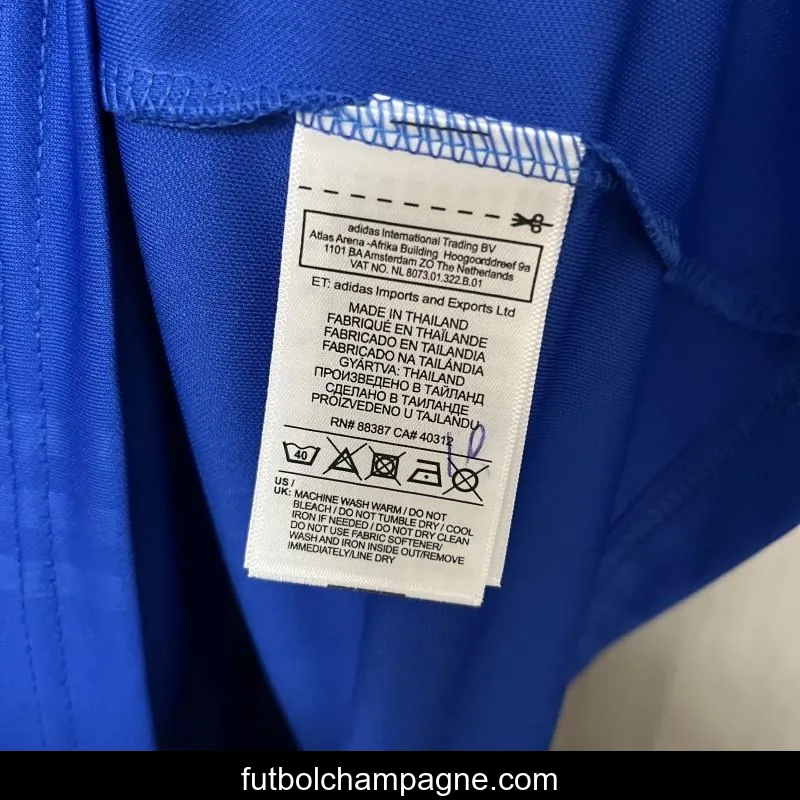 adidas International Trading BV
Atlas Arena -Afrika Building Hoogoorddreef 9a
1101 BA Amsterdam ZO The Netherlands
VAT NO. NL 8073.01.322.B.01
ET: adidas Imports and Exports Ltd
MADE IN THAILAND
FABRIQUÉ EN THAÏLANDE
FABRICADO EN TAILANDIA
FABRICADO NA TAILÂNDIA
GYÁRTVA: THAILAND
ПРОИЗВЕДЕНО В ТАЙЛАНД
СДЕЛАНО В ТАИЛАНДЕ
PROIZVEDENO U TAJLANDU
RN# 88387 CA# 40312
40
US /
UK: MACHINE WASH WARM / DO NOT
BLEACH / DO NOT TUMBLE DRY / COOL
IRON IF NEEDED / DO NOT DRY CLEAN
DO NOT USE FABRIC SOFTENER/
WASH AND IRON INSIDE OUT/REMOVE
IMMEDIATELY/LINE DRY
futbolchampagne.com